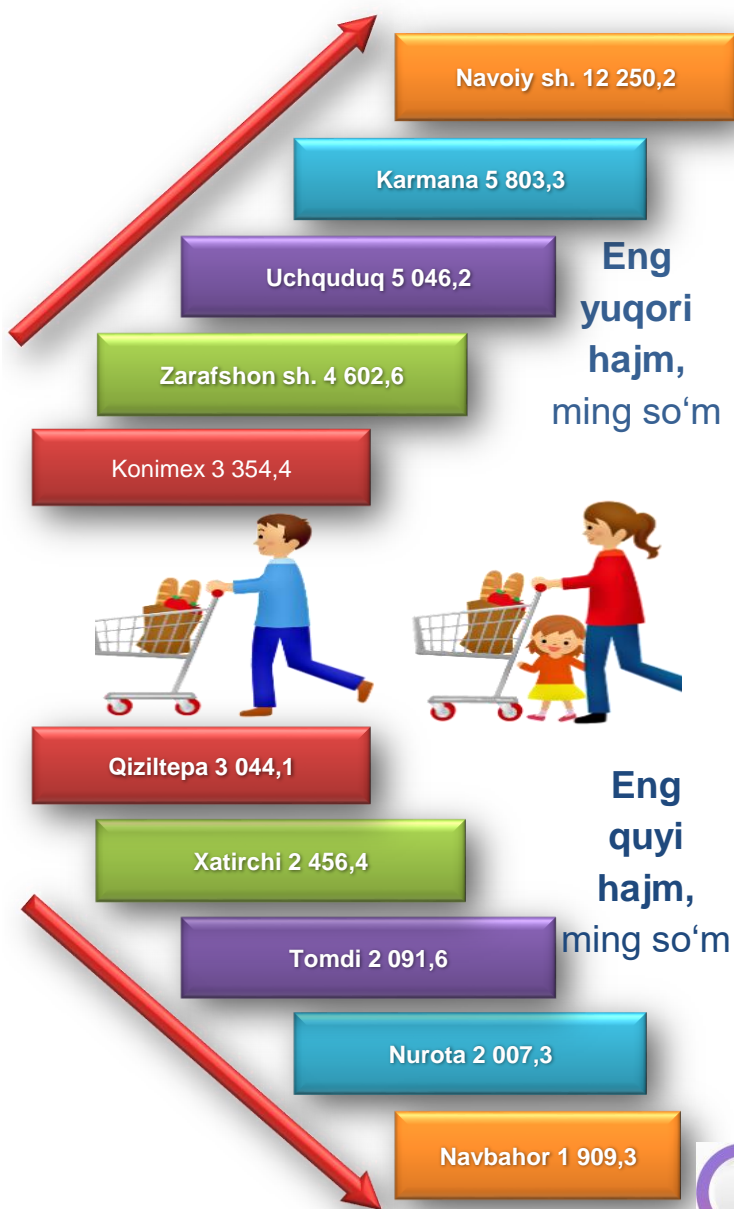 Navoiy sh. 12 250,2
Karmana 5 803,3
Uchquduq 5 046,2
Zarafshon sh. 4 602,6
Konimex 3 354,4
Eng
yuqori
hajm,
ming so‘m
Qiziltepa 3 044,1
Xatirchi 2 456,4
Tomdi 2 091,6
Nurota 2 007,3
Navbahor 1 909,3
Eng
quyi
hajm,
ming so‘m